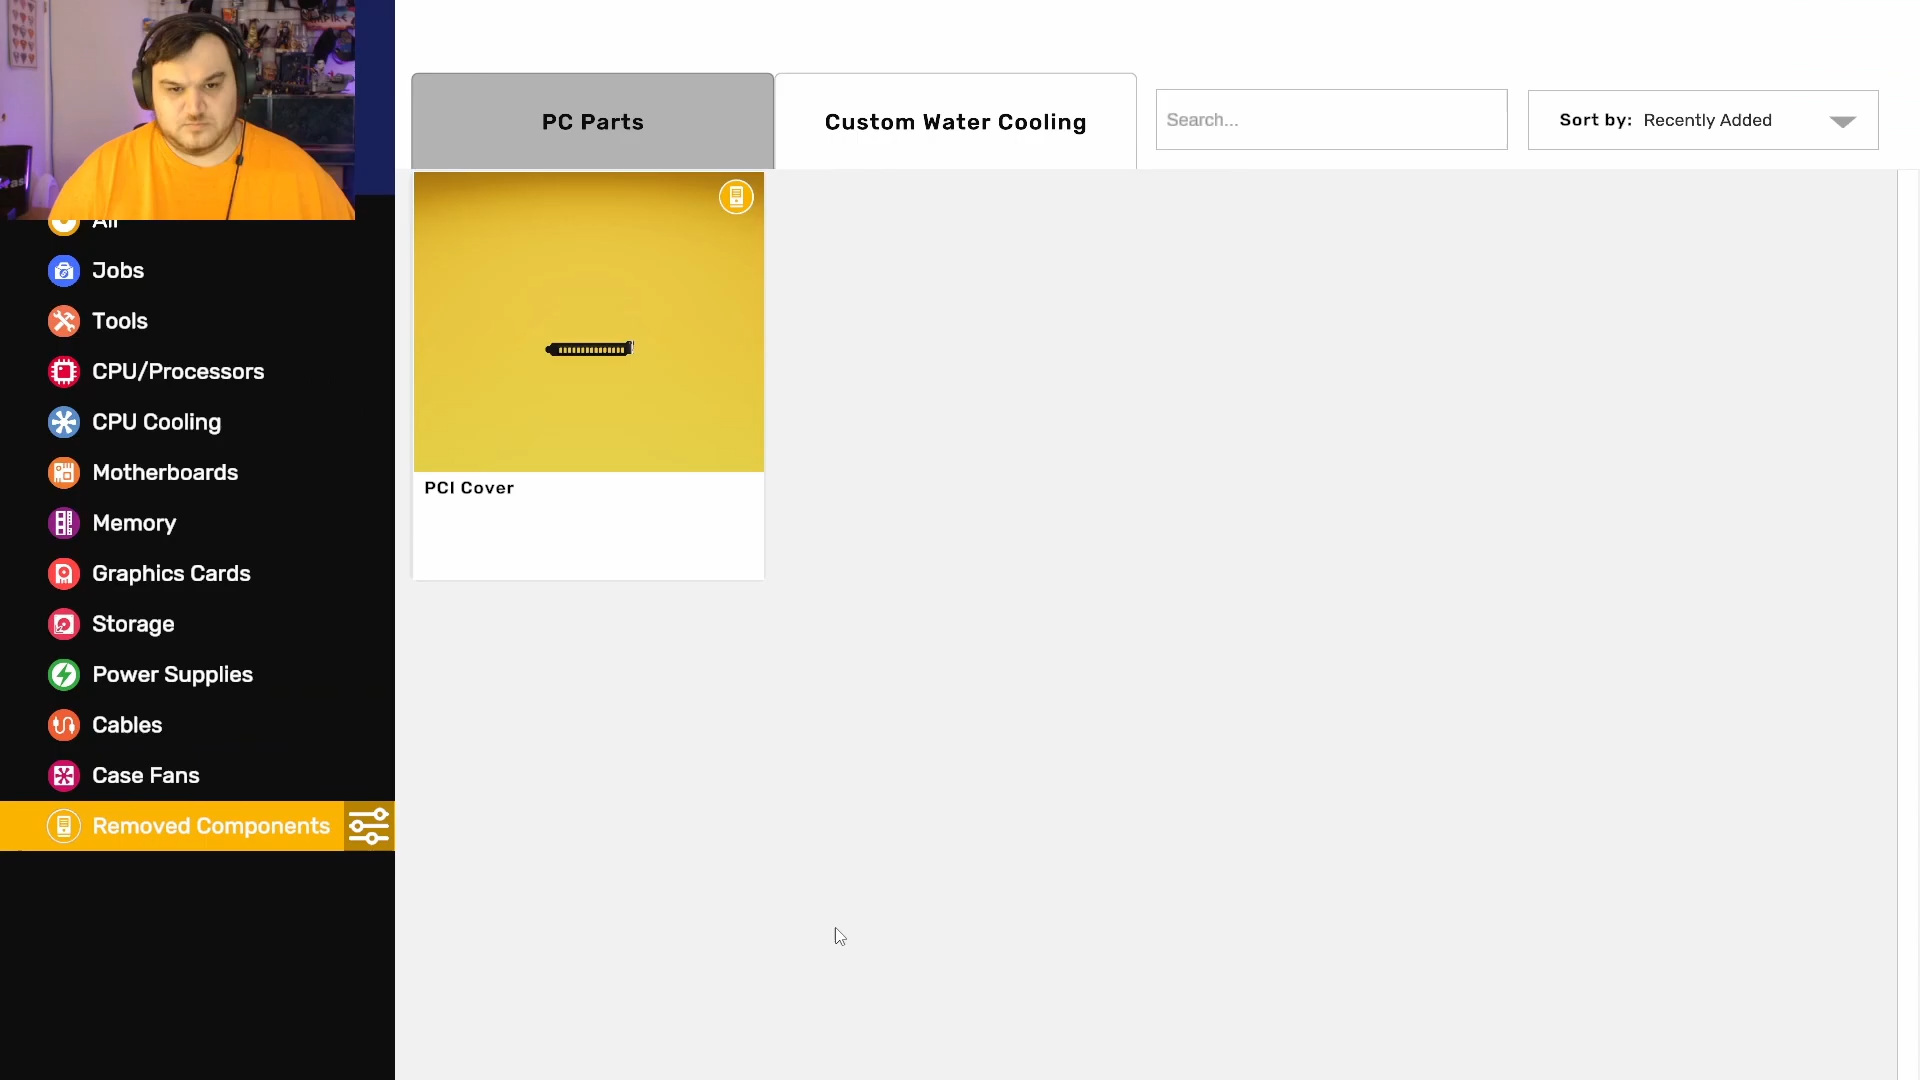 PC Parts
Custom Water Cooling
Search...
Sort by: Recently Added
All
Jobs
Tools
CPU/Processors
CPU Cooling
Motherboards
Memory
Graphics Cards
Storage
Power Supplies
Cables
Case Fans
Removed Components
PCI Cover